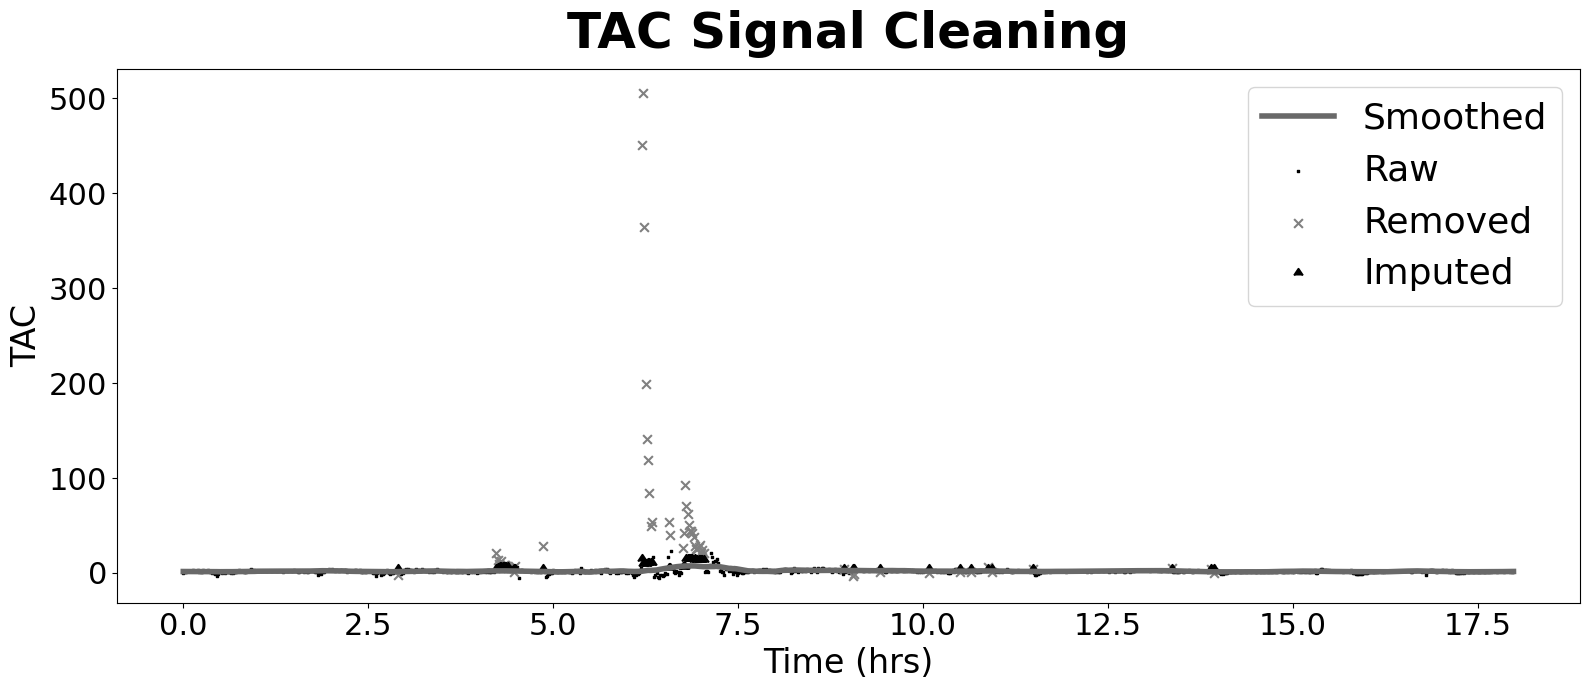 TAC Signal Cleaning
500
400
300
200
100
0
TAC
Smoothed
Raw
Removed
Imputed
0.0 2.5 5.0 7.5 10.0 12.5 15.0 17.5
Time (hrs)